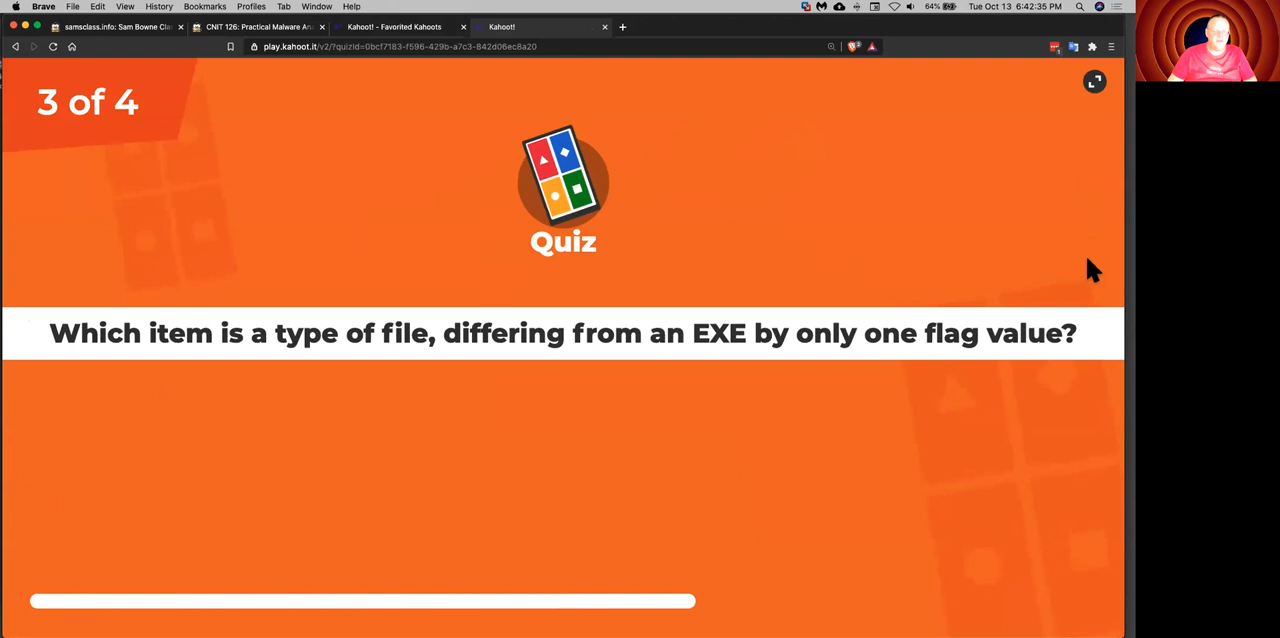 Brave File Edit View History Bookmarks Profiles Tab Window Help 64% Tue Oct 13 6:42:35 PM
samsclass.info: Sam Bowne Cla CNIT 126: Practical Malware An Kahoot! - Favorited Kahoots Kahoot!
play.kahoot.it/v2/?quizId=0bcf7183-f596-429b-a7c3-842d06ec8a20
3 of 4
Quiz
Which item is a type of file, differing from an EXE by only one flag value?